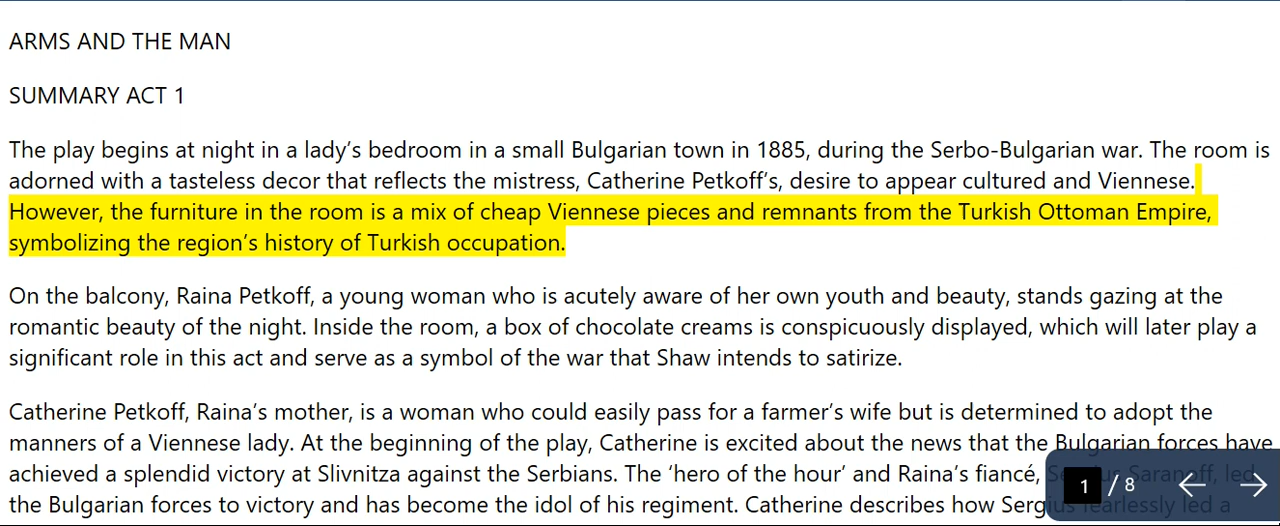 ARMS AND THE MAN
SUMMARY ACT 1
The play begins at night in a lady’s bedroom in a small Bulgarian town in 1885, during the Serbo-Bulgarian war. The room is
adorned with a tasteless decor that reflects the mistress, Catherine Petkoff’s, desire to appear cultured and Viennese.
However, the furniture in the room is a mix of cheap Viennese pieces and remnants from the Turkish Ottoman Empire,
symbolizing the region’s history of Turkish occupation.
On the balcony, Raina Petkoff, a young woman who is acutely aware of her own youth and beauty, stands gazing at the
romantic beauty of the night. Inside the room, a box of chocolate creams is conspicuously displayed, which will later play a
significant role in this act and serve as a symbol of the war that Shaw intends to satirize.
Catherine Petkoff, Raina’s mother, is a woman who could easily pass for a farmer’s wife but is determined to adopt the
manners of a Viennese lady. At the beginning of the play, Catherine is excited about the news that the Bulgarian forces have
achieved a splendid victory at Slivnitza against the Serbians. The ‘hero of the hour’ and Raina’s fiancé, Saranoff, led
the Bulgarian forces to victory and has become the idol of his regiment. Catherine describes how Sergius fearlessly led a
1 / 8